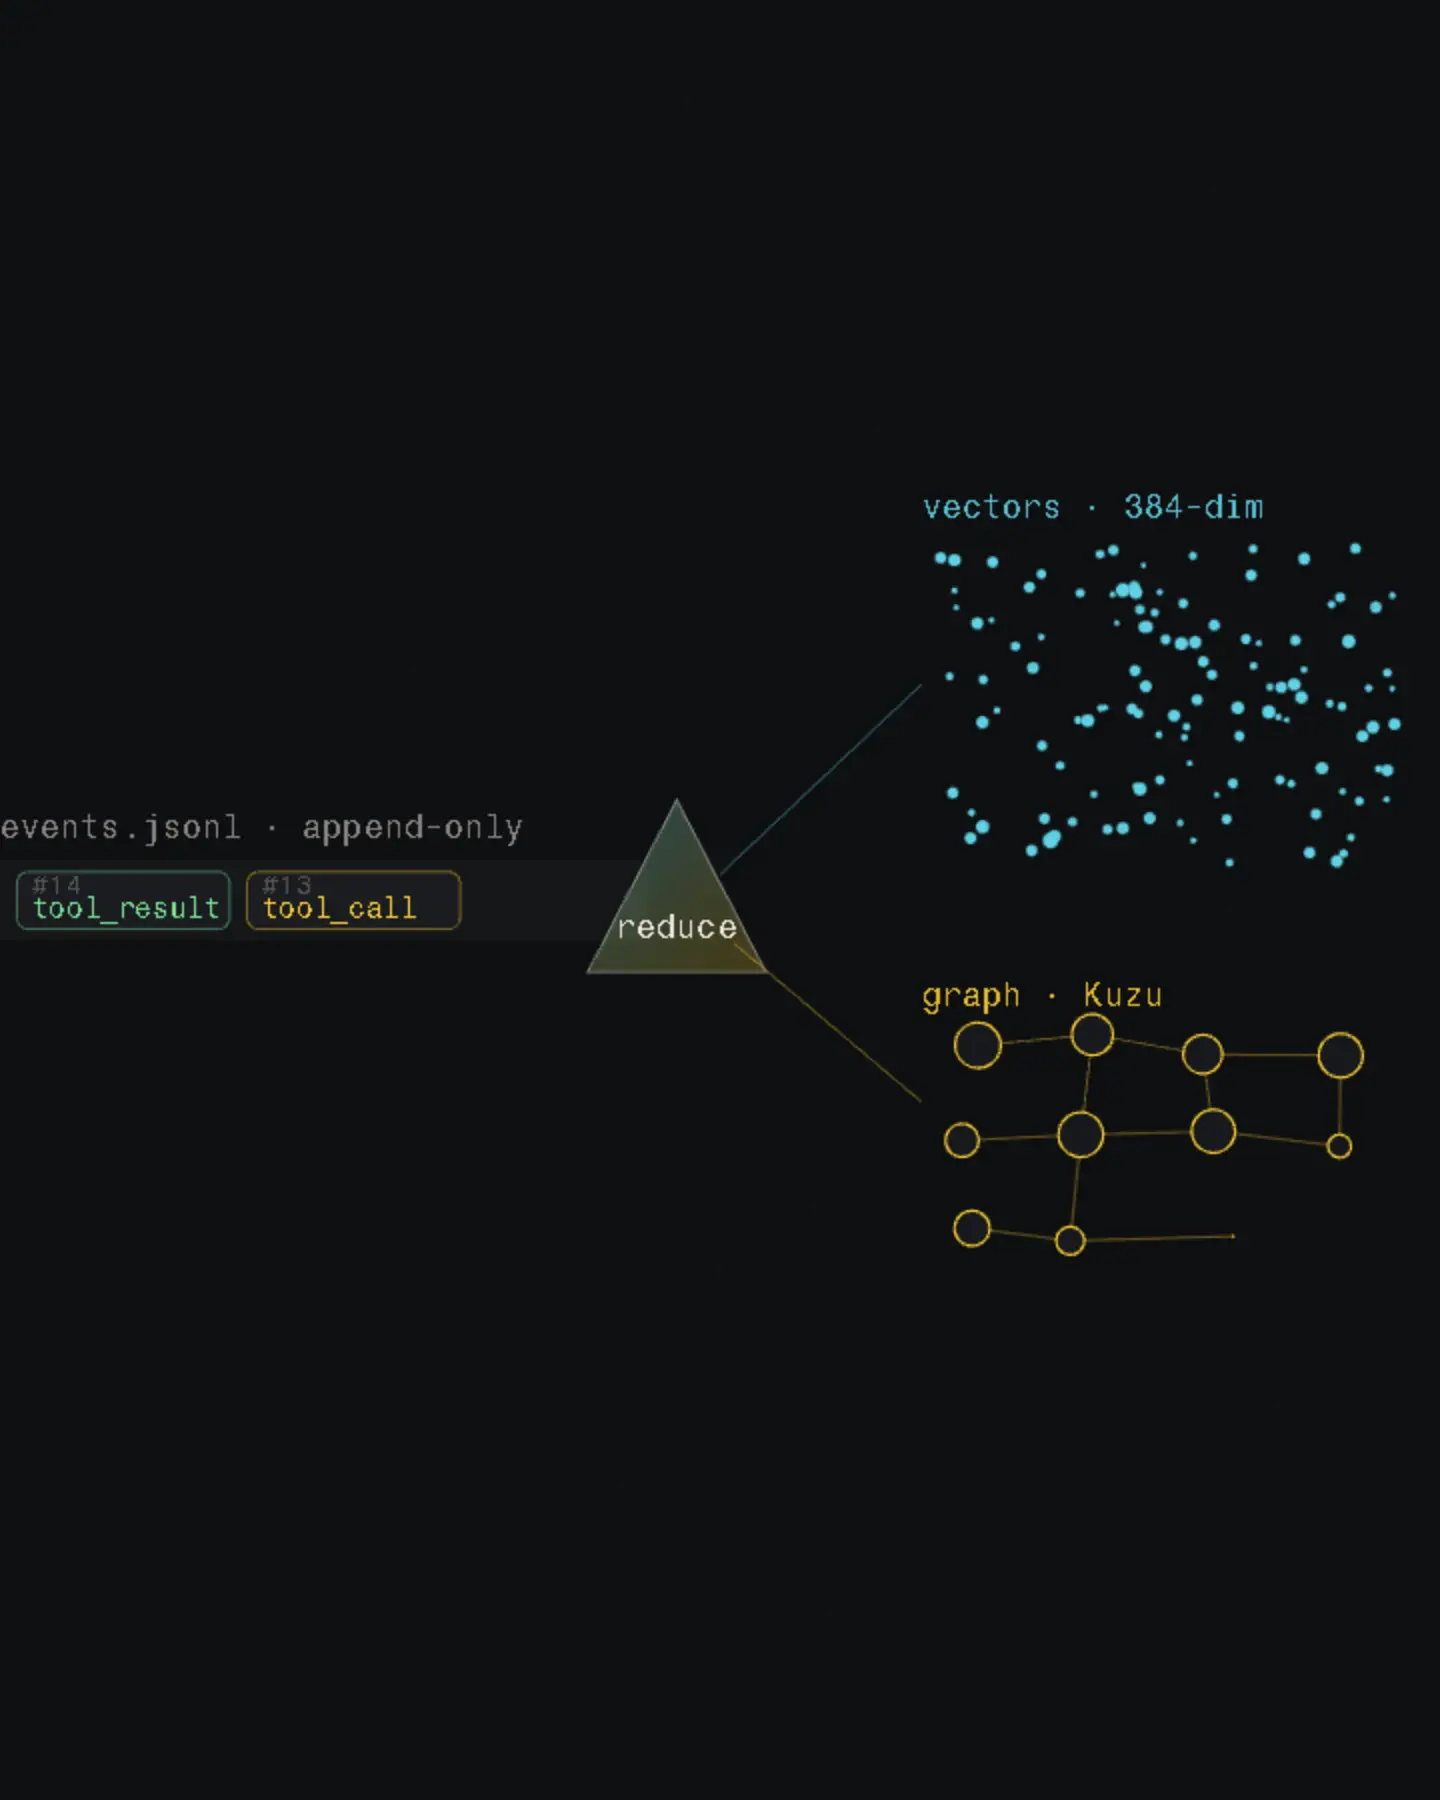 vectors · 384-dim
events.jsonl · append-only
#14
tool_result
#13
tool_call
reduce
graph · Kuzu